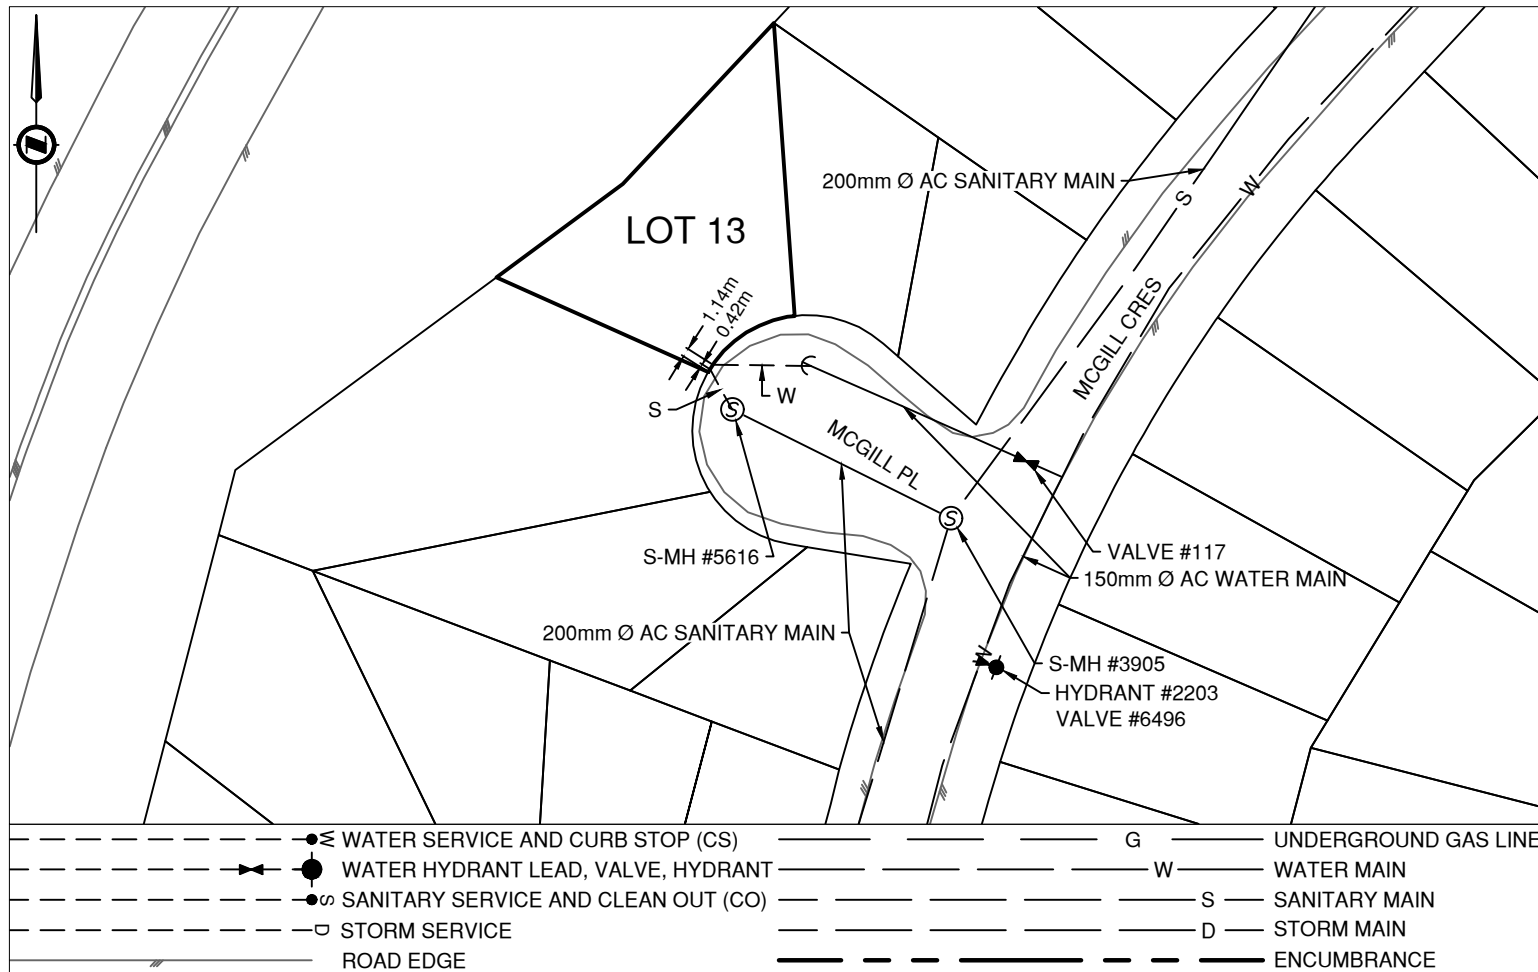 N
200mm Ø AC SANITARY MAIN
S
W
LOT 13
1.14m
0.42m
MCGILL CRES
W
S
S
MCGILL PL
S
S-MH #5616
VALVE #117
150mm Ø AC WATER MAIN
200mm Ø AC SANITARY MAIN
S-MH #3905
HYDRANT #2203
VALVE #6496
W WATER SERVICE AND CURB STOP (CS)
WATER HYDRANT LEAD, VALVE, HYDRANT
S SANITARY SERVICE AND CLEAN OUT (CO)
D STORM SERVICE
ROAD EDGE
G UNDERGROUND GAS LINE
W WATER MAIN
S SANITARY MAIN
D STORM MAIN
ENCUMBRANCE